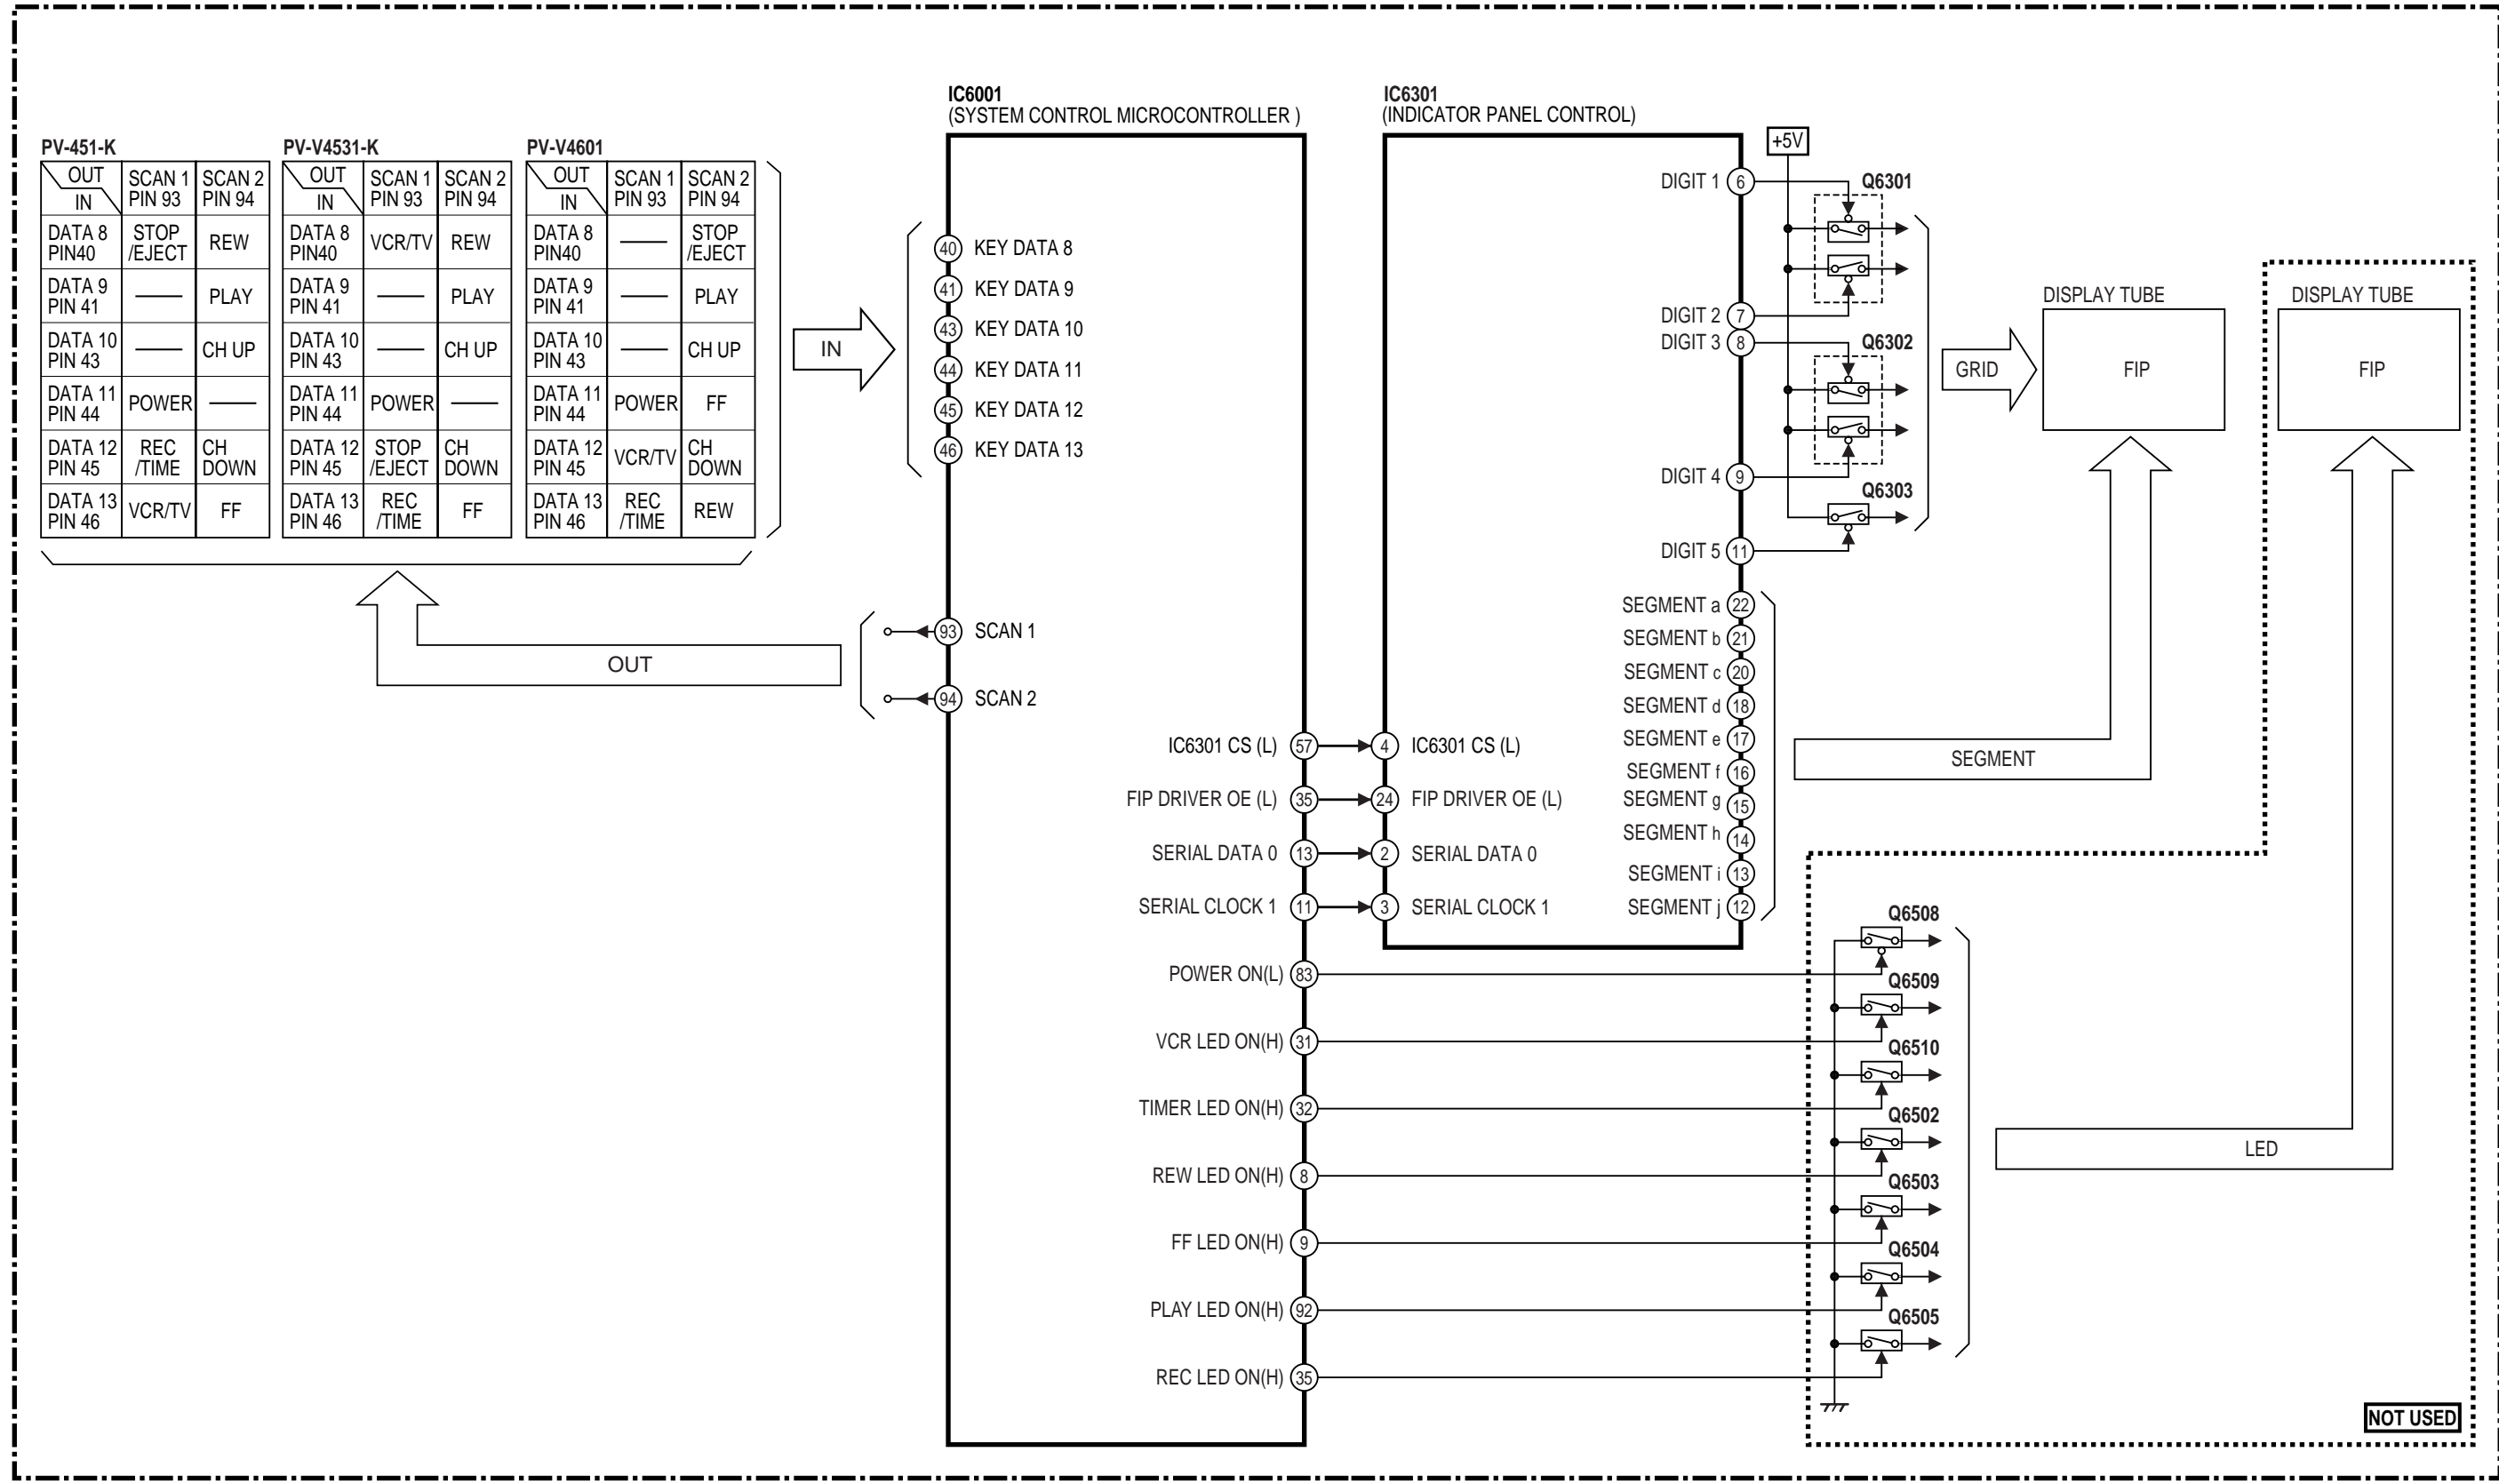 IC6001
(SYSTEM CONTROL MICROCONTROLLER )
IC6301
(INDICATOR PANEL CONTROL)
PV-451-K
OUT
IN
SCAN 1
PIN 93
SCAN 2
PIN 94
DATA 8
PIN40
STOP
/EJECT
REW
DATA 9
PIN 41
PLAY
DATA 10
PIN 43
CH UP
DATA 11
PIN 44
POWER
DATA 12
PIN 45
REC
/TIME
CH
DOWN
DATA 13
PIN 46
VCR/TV
FF
PV-V4531-K
OUT
IN
SCAN 1
PIN 93
SCAN 2
PIN 94
DATA 8
PIN40
VCR/TV
REW
DATA 9
PIN 41
PLAY
DATA 10
PIN 43
CH UP
DATA 11
PIN 44
POWER
DATA 12
PIN 45
STOP
/EJECT
CH
DOWN
DATA 13
PIN 46
REC
/TIME
FF
PV-V4601
OUT
IN
SCAN 1
PIN 93
SCAN 2
PIN 94
DATA 8
PIN40
STOP
/EJECT
DATA 9
PIN 41
PLAY
DATA 10
PIN 43
CH UP
DATA 11
PIN 44
POWER
FF
DATA 12
PIN 45
VCR/TV
CH
DOWN
DATA 13
PIN 46
REC
/TIME
REW
IN
OUT
40 KEY DATA 8
41 KEY DATA 9
43 KEY DATA 10
44 KEY DATA 11
45 KEY DATA 12
46 KEY DATA 13
93 SCAN 1
94 SCAN 2
IC6301 CS (L) 57
FIP DRIVER OE (L) 35
SERIAL DATA 0 13
SERIAL CLOCK 1 11
POWER ON(L) 83
VCR LED ON(H) 31
TIMER LED ON(H) 32
REW LED ON(H) 8
FF LED ON(H) 9
PLAY LED ON(H) 92
REC LED ON(H) 35
4 IC6301 CS (L)
24 FIP DRIVER OE (L)
2 SERIAL DATA 0
3 SERIAL CLOCK 1
DIGIT 1 6
DIGIT 2 7
DIGIT 3 8
DIGIT 4 9
DIGIT 5 11
SEGMENT a 22
SEGMENT b 21
SEGMENT c 20
SEGMENT d 18
SEGMENT e 17
SEGMENT f 16
SEGMENT g 15
SEGMENT h 14
SEGMENT i 13
SEGMENT j 12
+5V
Q6301
Q6302
Q6303
GRID
DISPLAY TUBE
FIP
DISPLAY TUBE
FIP
SEGMENT
Q6508
Q6509
Q6510
Q6502
Q6503
Q6504
Q6505
LED
NOT USED